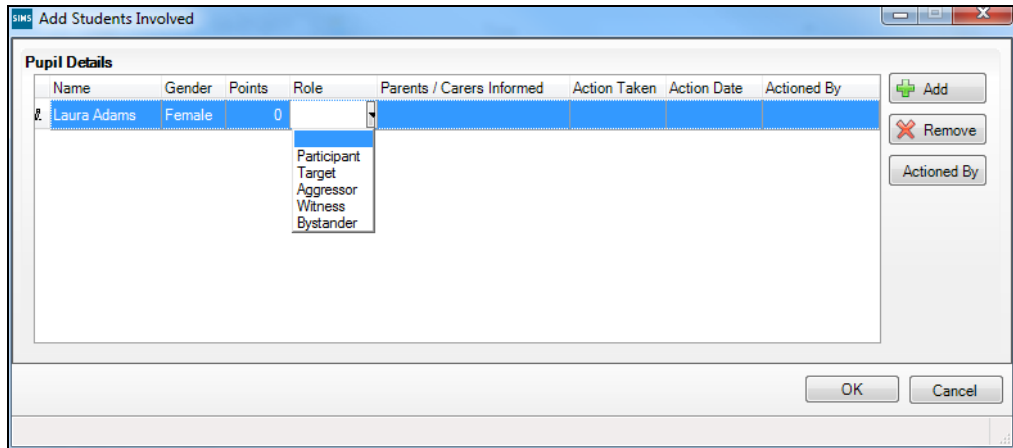 SIMS Add Students Involved
Pupil Details
Name Gender Points Role Parents / Carers Informed Action Taken Action Date Actioned By
Laura Adams Female 0
Participant
Target
Aggressor
Witness
Bystander
Add
Remove
Actioned By
OK Cancel